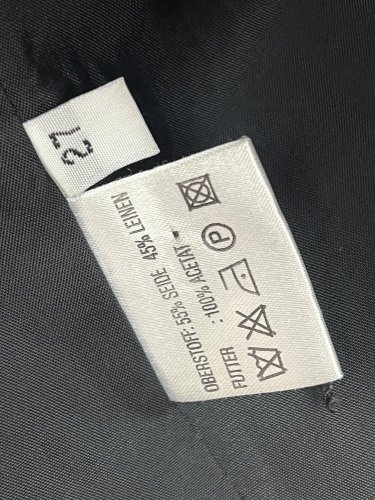 27
OBERSTOFF: 55% SEIDE 45% LEINEN
FUTTER : 100% ACETAT
P